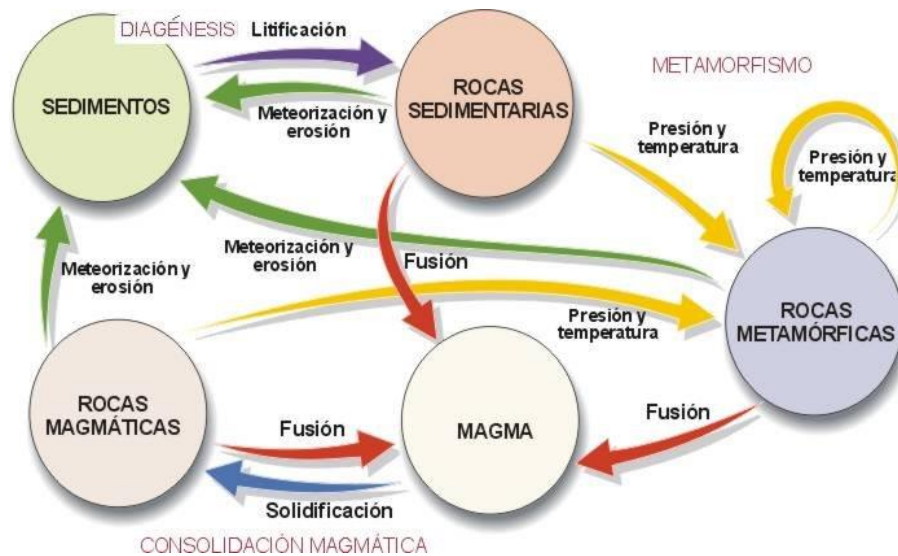 DIAGÉNESIS
Litificación
METAMORFISMO
SEDIMENTOS
ROCAS
SEDIMENTARIAS
Meteorización y
erosión
Presión y
temperatura
Presión y
temperatura
Meteorización y
erosión
Meteorización y
erosión
Fusión
Presión y
temperatura
ROCAS
METAMÓRFICAS
ROCAS
MAGMÁTICAS
Fusión
MAGMA
Fusión
Solidificación
CONSOLIDACIÓN MAGMÁTICA